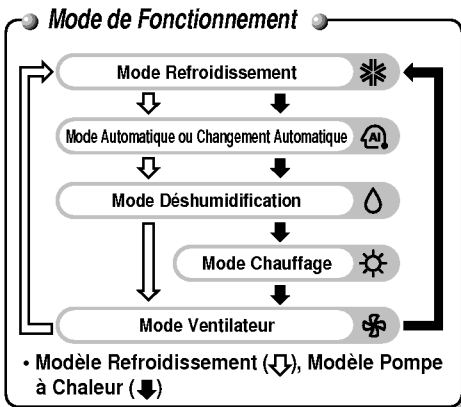 Mode de Fonctionnement
Mode Refroidissement
Mode Automatique ou Changement Automatique
AI
Mode Déshumidification
Mode Chauffage
Mode Ventilateur
• Modèle Refroidissement (⇩), Modèle Pompe
à Chaleur (⬇)